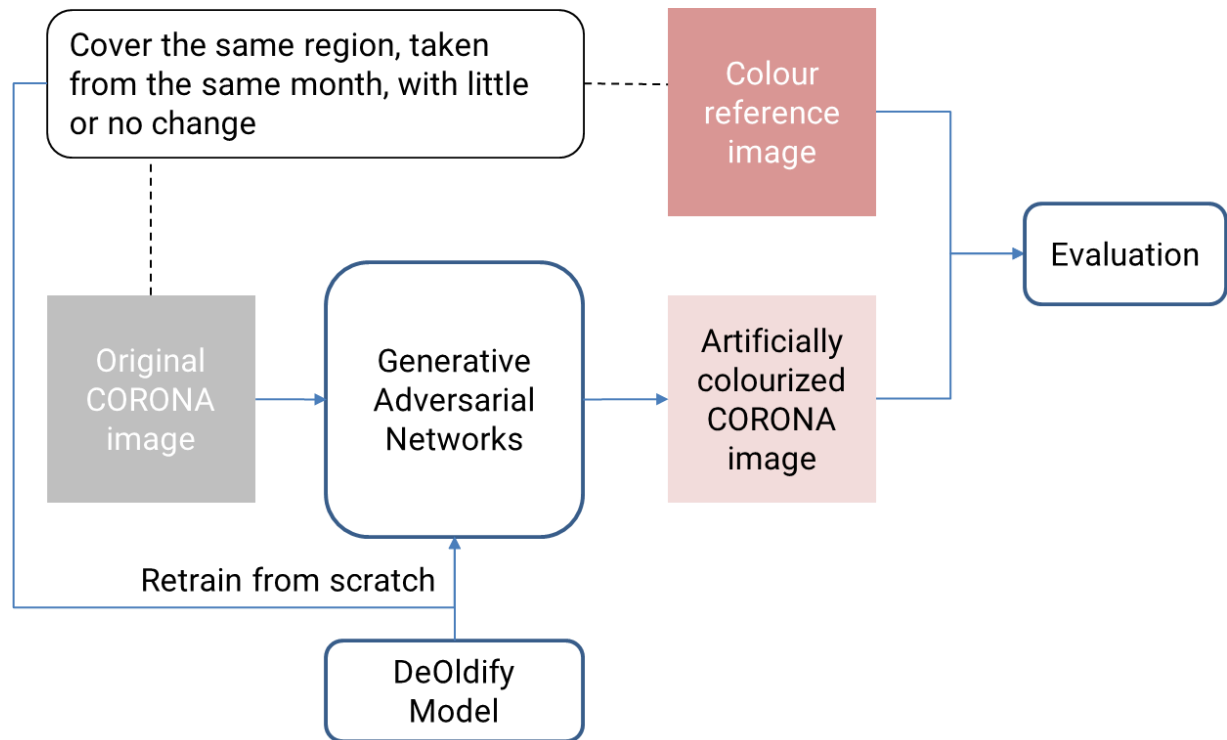 Cover the same region, taken
from the same month, with little
or no change
Colour
reference
image
Evaluation
Original
CORONA
image
Generative
Adversarial
Networks
Artificially
colourized
CORONA
image
Retrain from scratch
DeOldify
Model